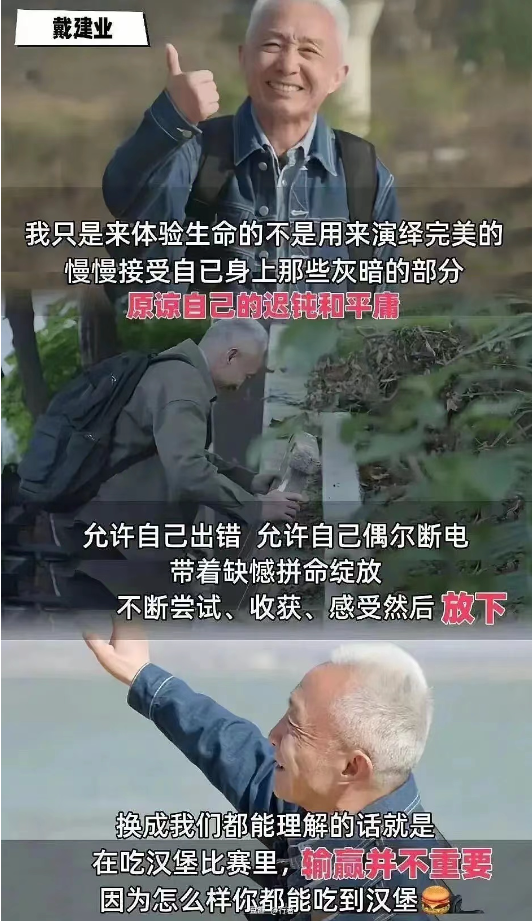 戴建业
我只是来体验生命的不是用来演绎完美的
慢慢接受自已身上那些灰暗的部分
原谅自己的迟钝和平庸
允许自己出错 允许自己偶尔断电
带着缺憾拼命绽放
不断尝试、收获、感受然后 放下
换成我们都能理解的话就是
在吃汉堡比赛里，输赢并不重要
因为怎么样你都能吃到汉堡🍔